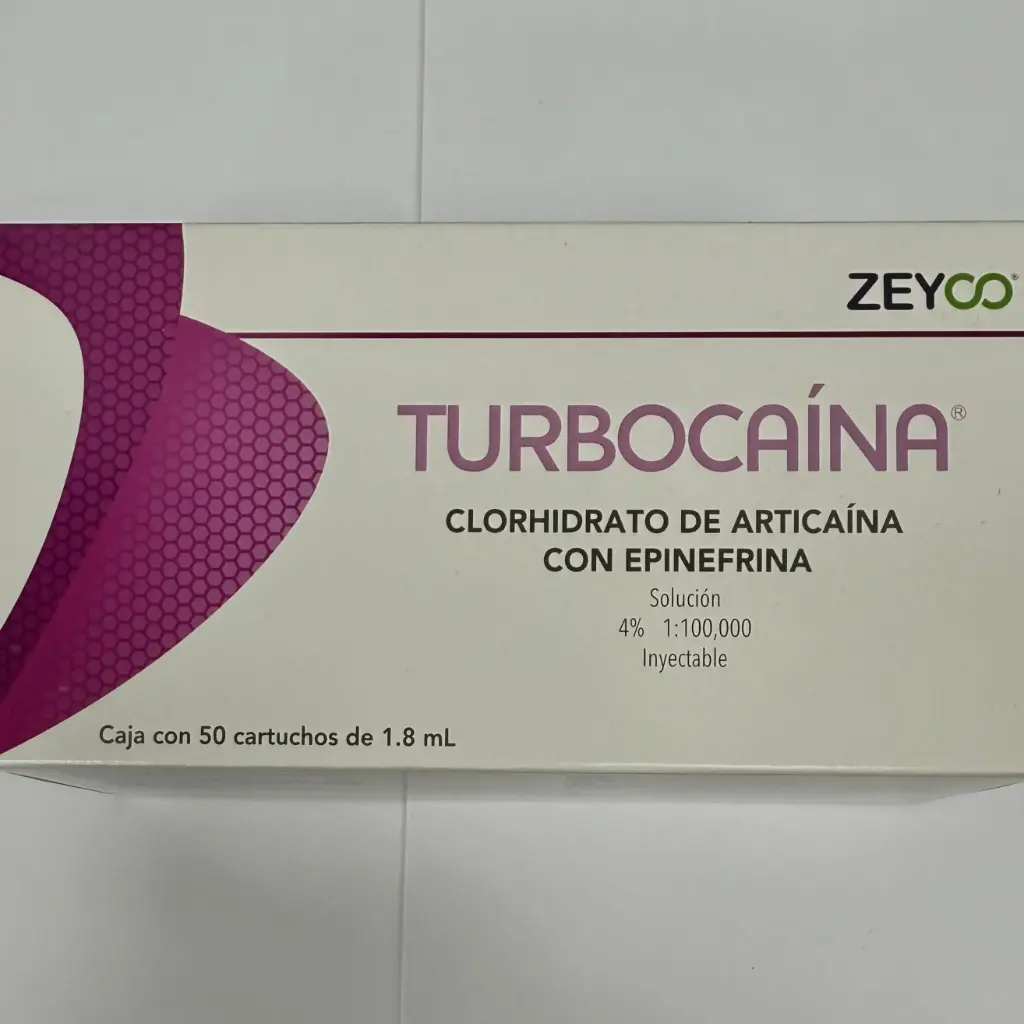 ZEYCO®
TURBOCAÍNA®
CLORHIDRATO DE ARTICAÍNA
CON EPINEFRINA
Solución
4% 1:100,000
Inyectable
Caja con 50 cartuchos de 1.8 mL